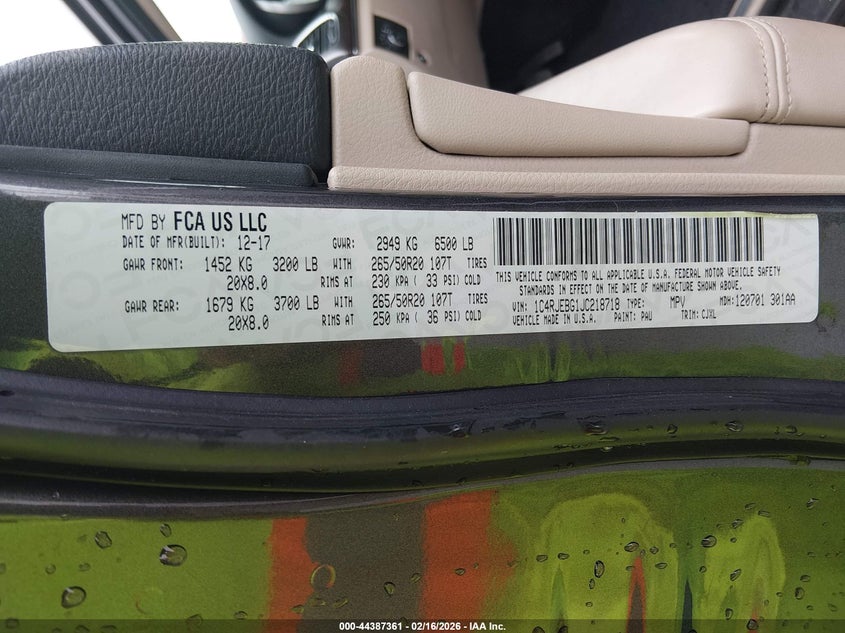 MFD BY FCA US LLC
DATE OF MFR(BUILT): 12-17 GVWR: 2949 KG 6500 LB
GAWR FRONT: 1452 KG 3200 LB WITH 265/50R20 107T TIRES
20X8.0 RIMS AT 230 KPA ( 33 PSI) COLD
GAWR REAR: 1679 KG 3700 LB WITH 265/50R20 107T TIRES
20X8.0 RIMS AT 250 KPA ( 36 PSI) COLD
THIS VEHICLE CONFORMS TO ALL APPLICABLE U.S.A. FEDERAL MOTOR VEHICLE SAFETY
STANDARDS IN EFFECT ON THE DATE OF MANUFACTURE SHOWN ABOVE.
VIN: 1C4RJEBG1JC218718 TYPE: MPV MDH: 120701 301AA
VEHICLE MADE IN U.S.A. PAINT: PAU TRIM: CJXL
000-44387361 - 02/16/2026 - IAA Inc.